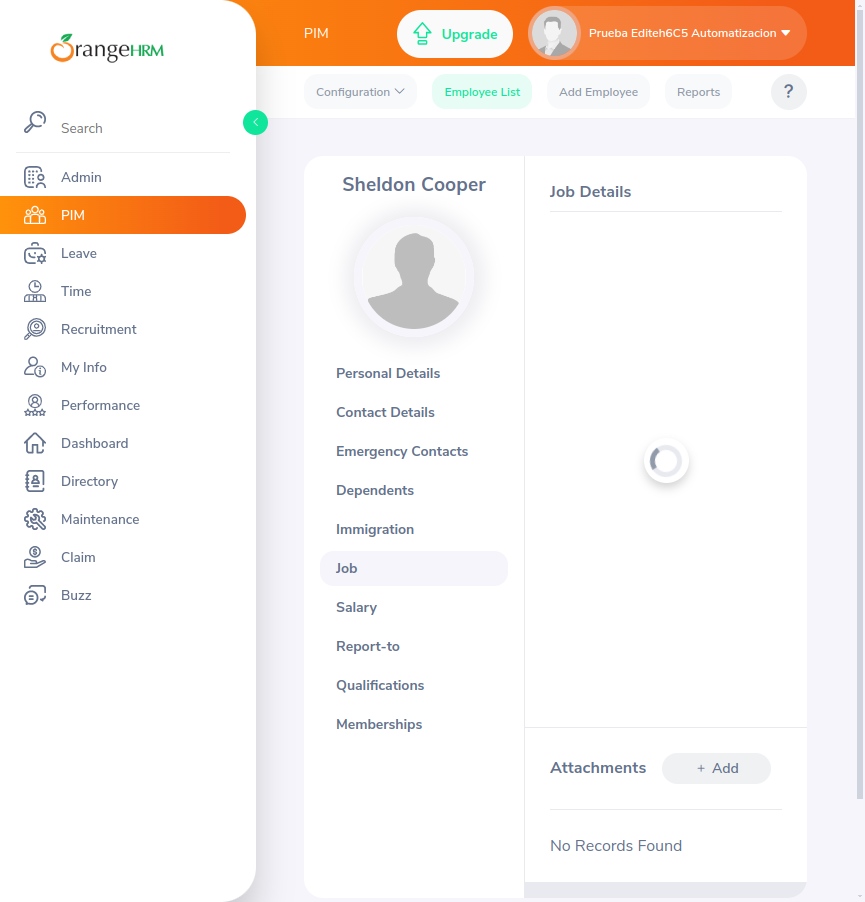 OrangeHRM
PIM
Upgrade
Prueba Editeh6C5 Automatizacion
Search
Configuration
Employee List
Add Employee
Reports
?
Admin
PIM
Leave
Time
Recruitment
My Info
Performance
Dashboard
Directory
Maintenance
Claim
Buzz
Sheldon Cooper
Personal Details
Contact Details
Emergency Contacts
Dependents
Immigration
Job
Salary
Report-to
Qualifications
Memberships
Job Details
Attachments
+ Add
No Records Found